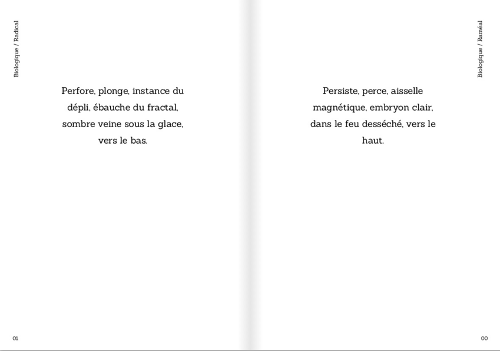 Biologique / Radical
Perfore, plonge, instance du
dépli, ébauche du fractal,
sombre veine sous la glace,
vers le bas.
01
Biologique / Raméal
Persiste, perce, aisselle
magnétique, embryon clair,
dans le feu desséché, vers le
haut.
00